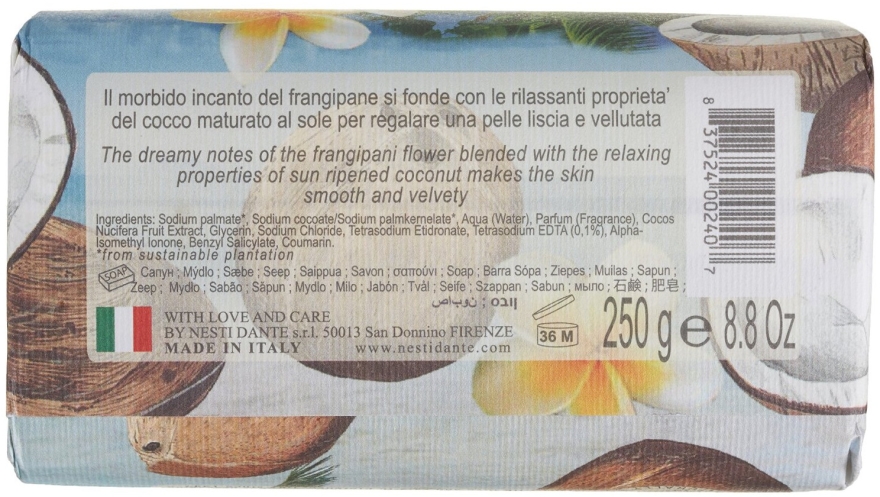 Il morbido incanto del frangipane si fonde con le rilassanti proprieta'
del cocco maturato al sole per regalare una pelle liscia e vellutata
The dreamy notes of the frangipani flower blended with the relaxing
properties of sun ripened coconut makes the skin
smooth and velvety
Ingredients: Sodium palmate*, Sodium cocoate/Sodium palmkernelate*, Aqua (Water), Parfum (Fragrance), Cocos
Nucifera Fruit Extract, Glycerin, Sodium Chloride, Tetrasodium Etidronate, Tetrasodium EDTA (0,1%), Alpha-
Isomethyl Ionone, Benzyl Salicylate, Coumarin.
*from sustainable plantation
SOAP Сапун ; Mýdlo ; Sæbe ; Seep ; Saippua ; Savon ; σαπούνι ; Soap ; Barra Sópa ; Ziepes ; Muilas ; Sapun ;
Zeep ; Mydło ; Sabão ; Săpun ; Mydlo ; Milo ; Jabón ; Tvål ; Seife ; Szappan ; Sabun ; мыло ; 石鹸 ; 肥皂 ;
صابون ; סבון
WITH LOVE AND CARE
BY NESTI DANTE s.r.l. 50013 San Donnino FIRENZE
MADE IN ITALY www.nestidante.com
36 M
250 g e 8.8 Oz
8 37524 00240 7